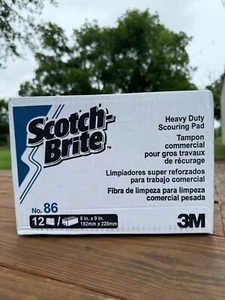 Scotch-
Brite™
Heavy Duty
Scouring Pad
Tampon
commercial
pour gros travaux
de récurage
Limpiadores super reforzados
para trabajo comercial
Fibra de limpeza para limpeza
comercial pesada
No. 86
12 /
6 in. x 9 in.
152mm x 228mm
3M